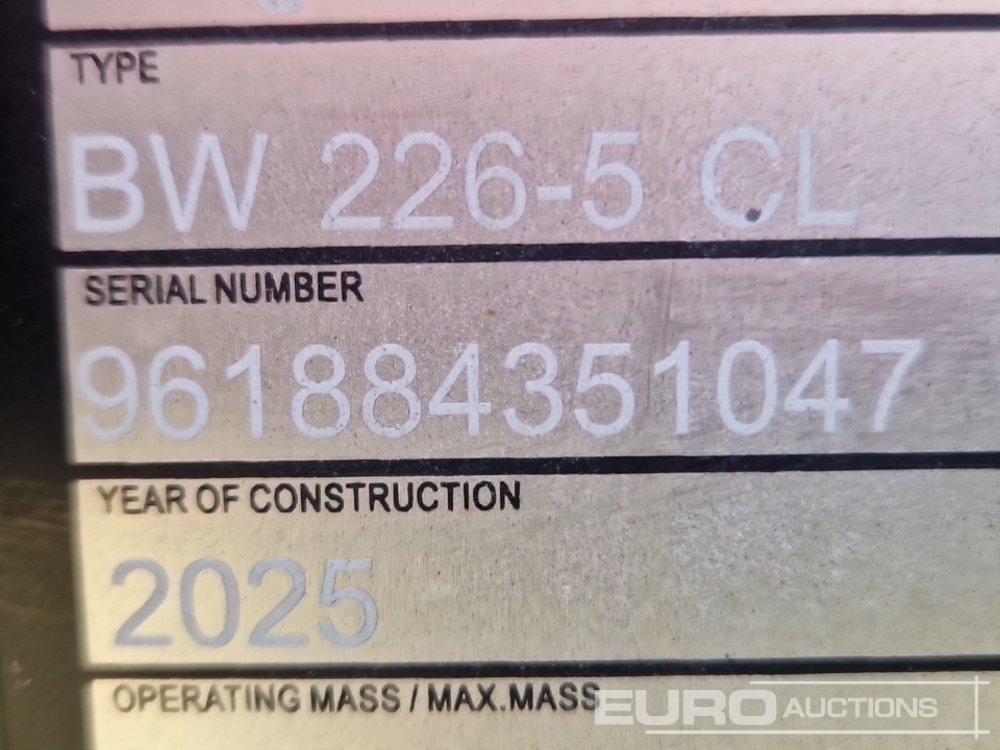 TYPE
BW 226-5 CL
SERIAL NUMBER
961884351047
YEAR OF CONSTRUCTION
2025
OPERATING MASS / MAX.MASS
EURO AUCTIONS